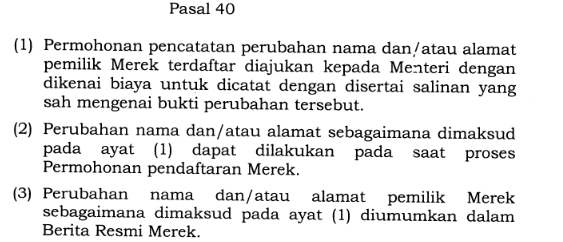 Pasal 40
(1) Permohonan pencatatan perubahan nama dan/atau alamat
pemilik Merek terdaftar diajukan kepada Menteri dengan
dikenai biaya untuk dicatat dengan disertai salinan yang
sah mengenai bukti perubahan tersebut.
(2) Perubahan nama dan/atau alamat sebagaimana dimaksud
pada ayat (1) dapat dilakukan pada saat proses
Permohonan pendaftaran Merek.
(3) Perubahan nama dan/atau alamat pemilik Merek
sebagaimana dimaksud pada ayat (1) diumumkan dalam
Berita Resmi Merek.